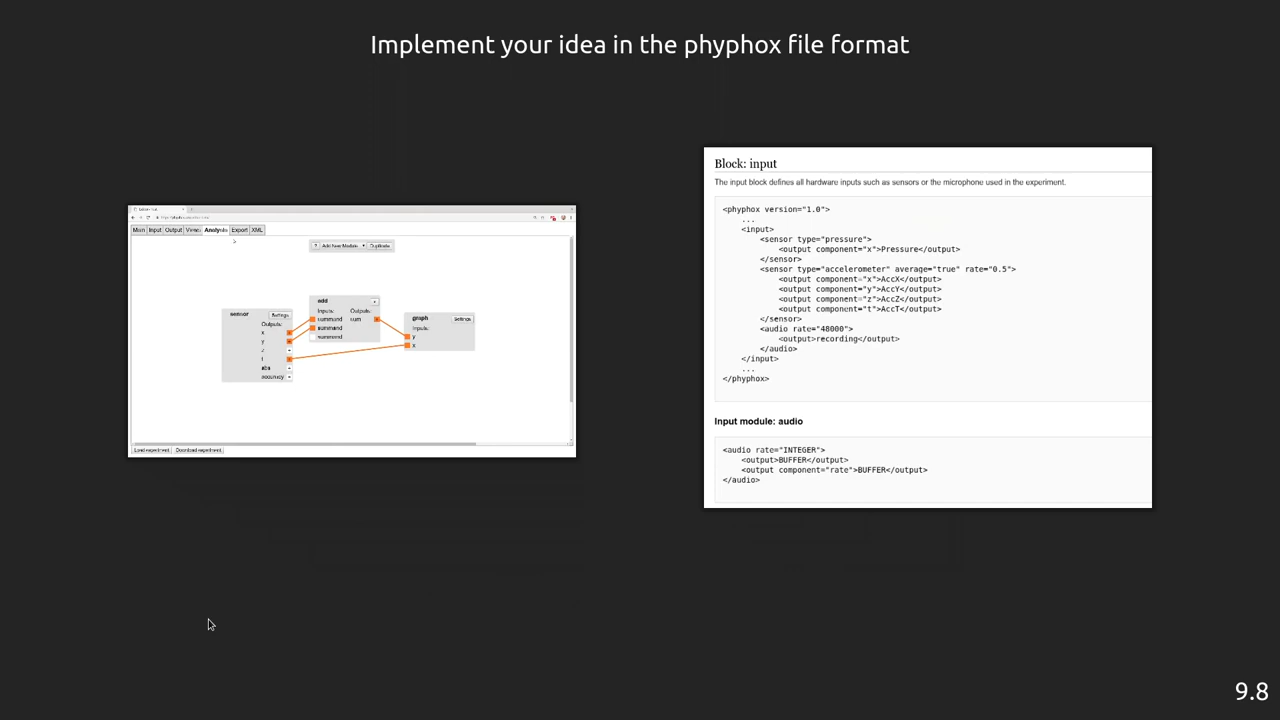 Implement your idea in the phyphox file format
Main Input Output Views Analysis Export XML
? Add New Module Duplicate
sensor
Settings
Outputs:
x
y
z
t
abs
accuracy
add
Inputs: Outputs:
summand sum
summand
summand
graph
Settings
Inputs:
y
x
Load experiment Download experiment
Block: input
The input block defines all hardware inputs such as sensors or the microphone used in the experiment.
<phyphox version="1.0">
...
<input>
<sensor type="pressure">
<output component="x">Pressure</output>
</sensor>
<sensor type="accelerometer" average="true" rate="0.5">
<output component="x">AccX</output>
<output component="y">AccY</output>
<output component="z">AccZ</output>
<output component="t">AccT</output>
</sensor>
<audio rate="48000">
<output>recording</output>
</audio>
</input>
...
</phyphox>
Input module: audio
<audio rate="INTEGER">
<output>BUFFER</output>
<output component="rate">BUFFER</output>
</audio>
9.8